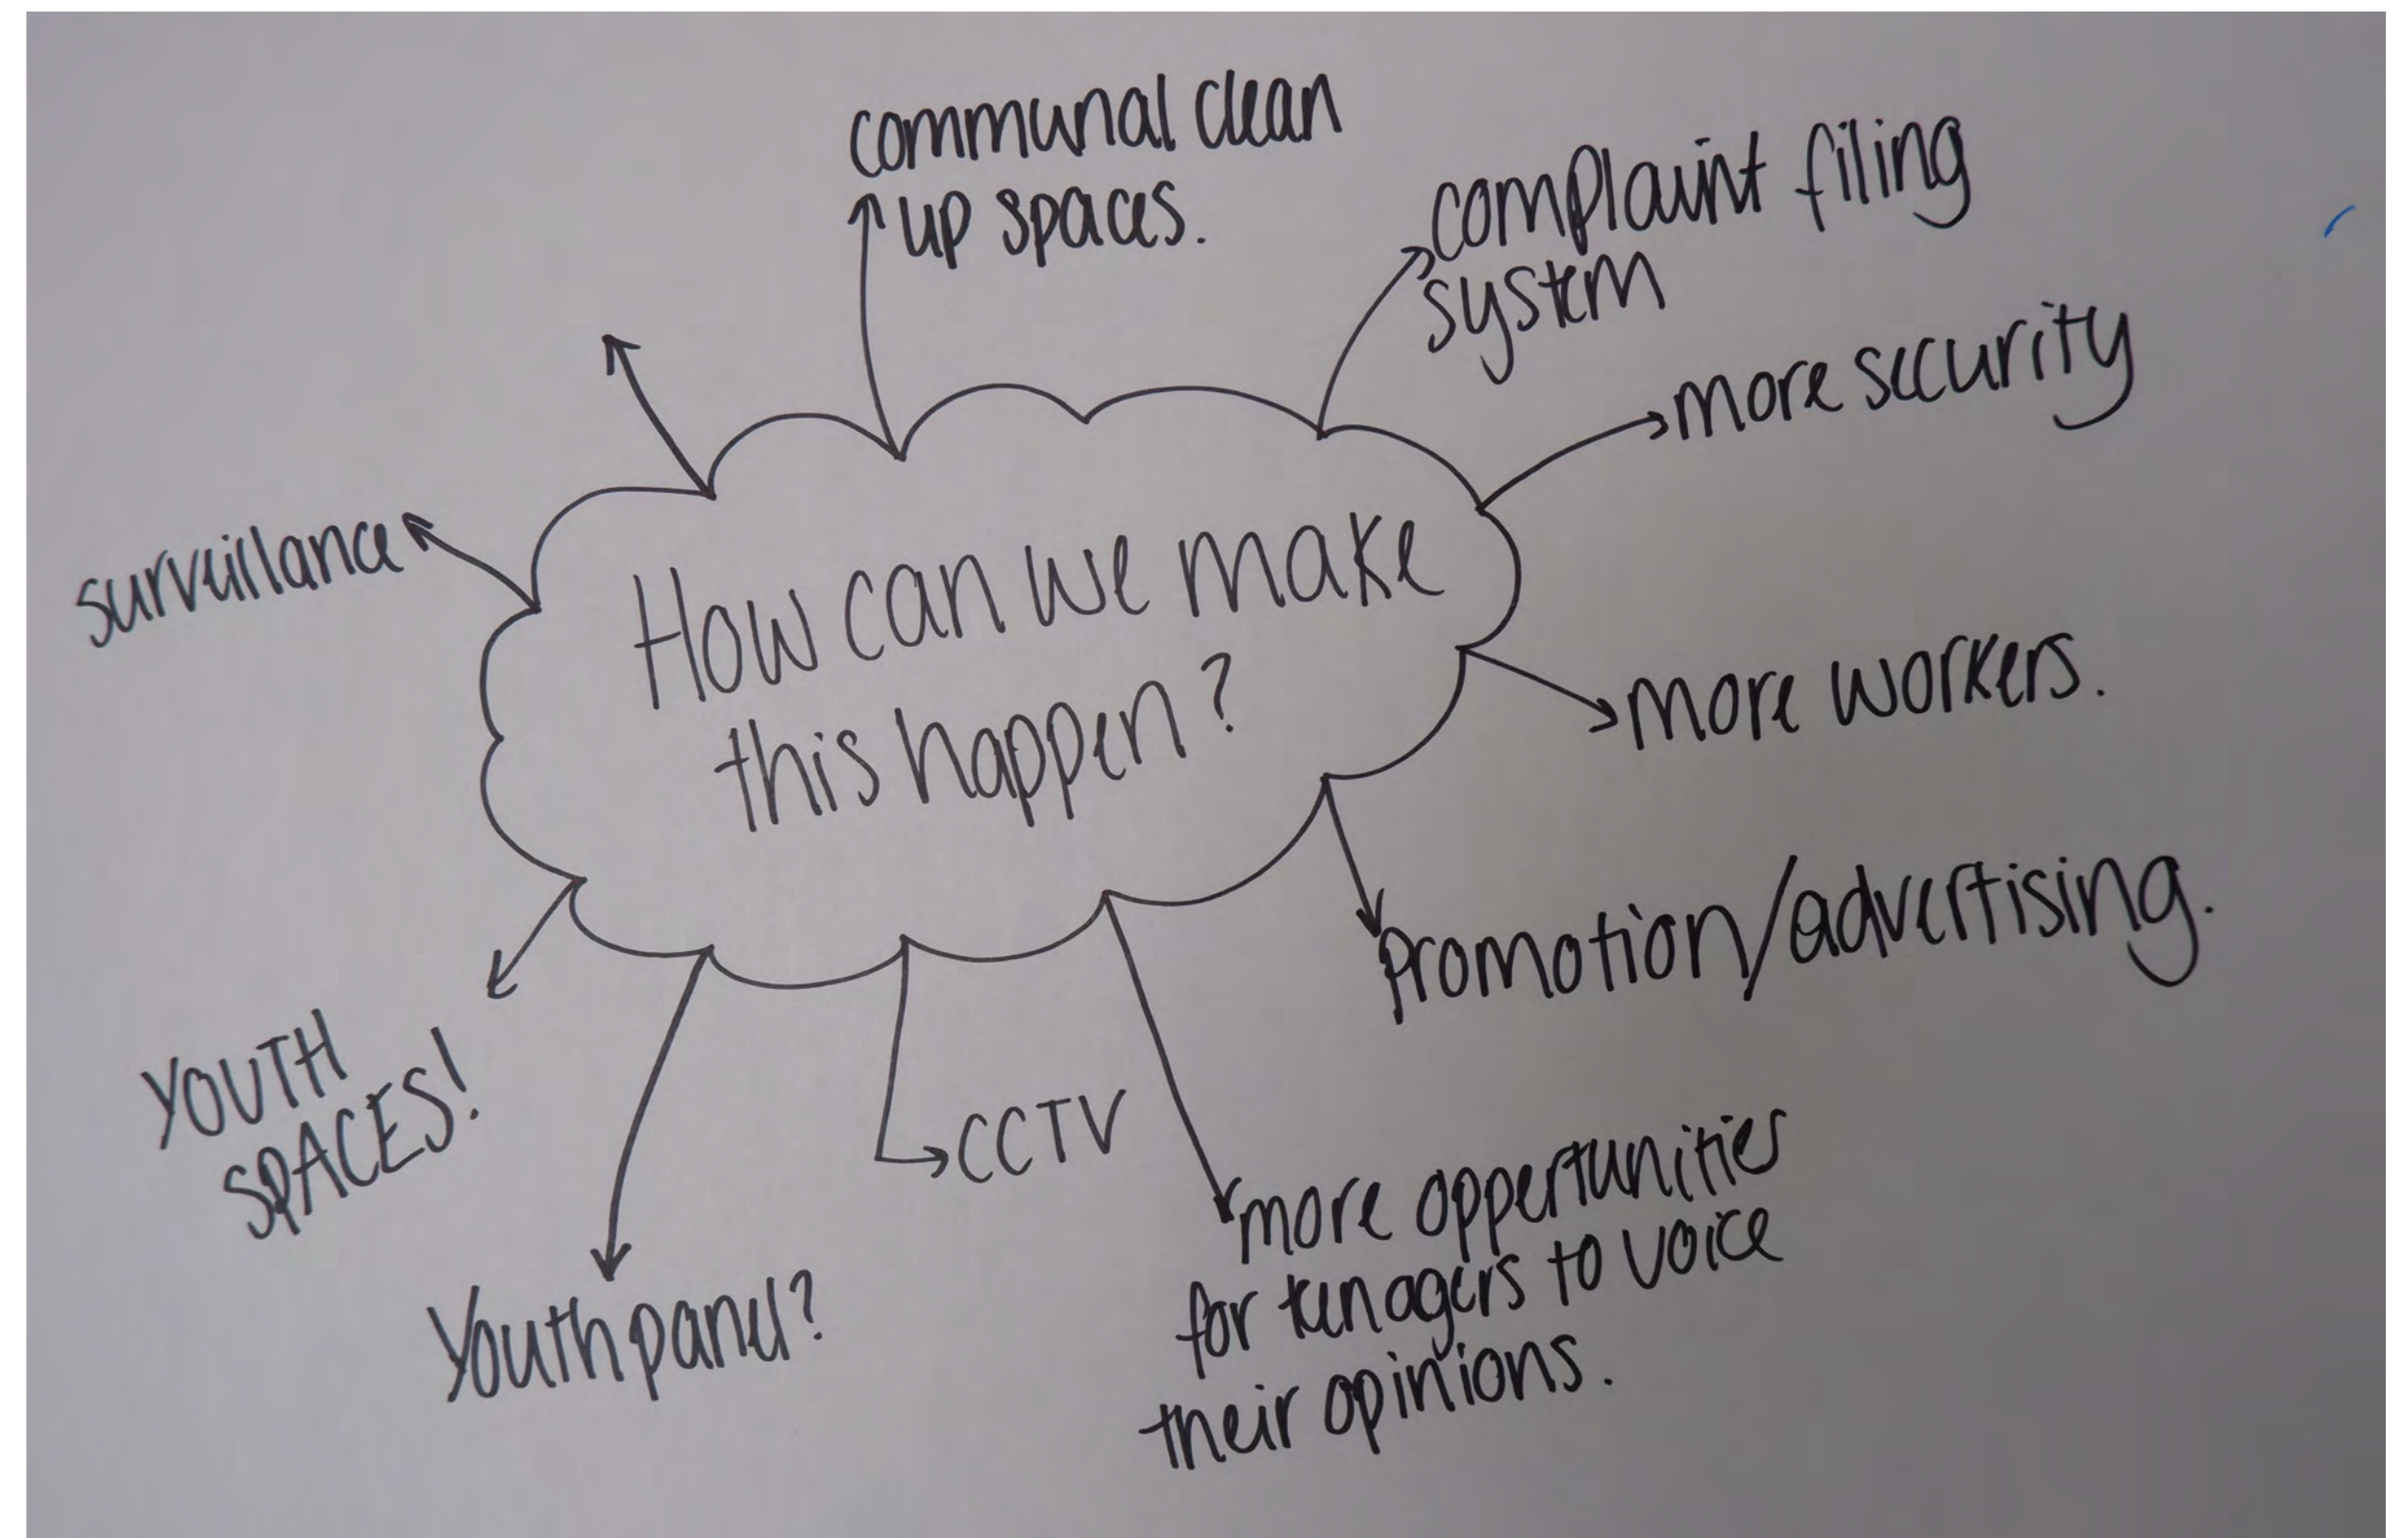 communal clean
up spaces.
complaint filing
system
more security
surveillance
How can we make
this happen?
more workers.
Promotion/advertising.
YOUTH
SPACES!
CCTV
more oppertunities
for teenagers to voice
their opinions.
Youth panel?